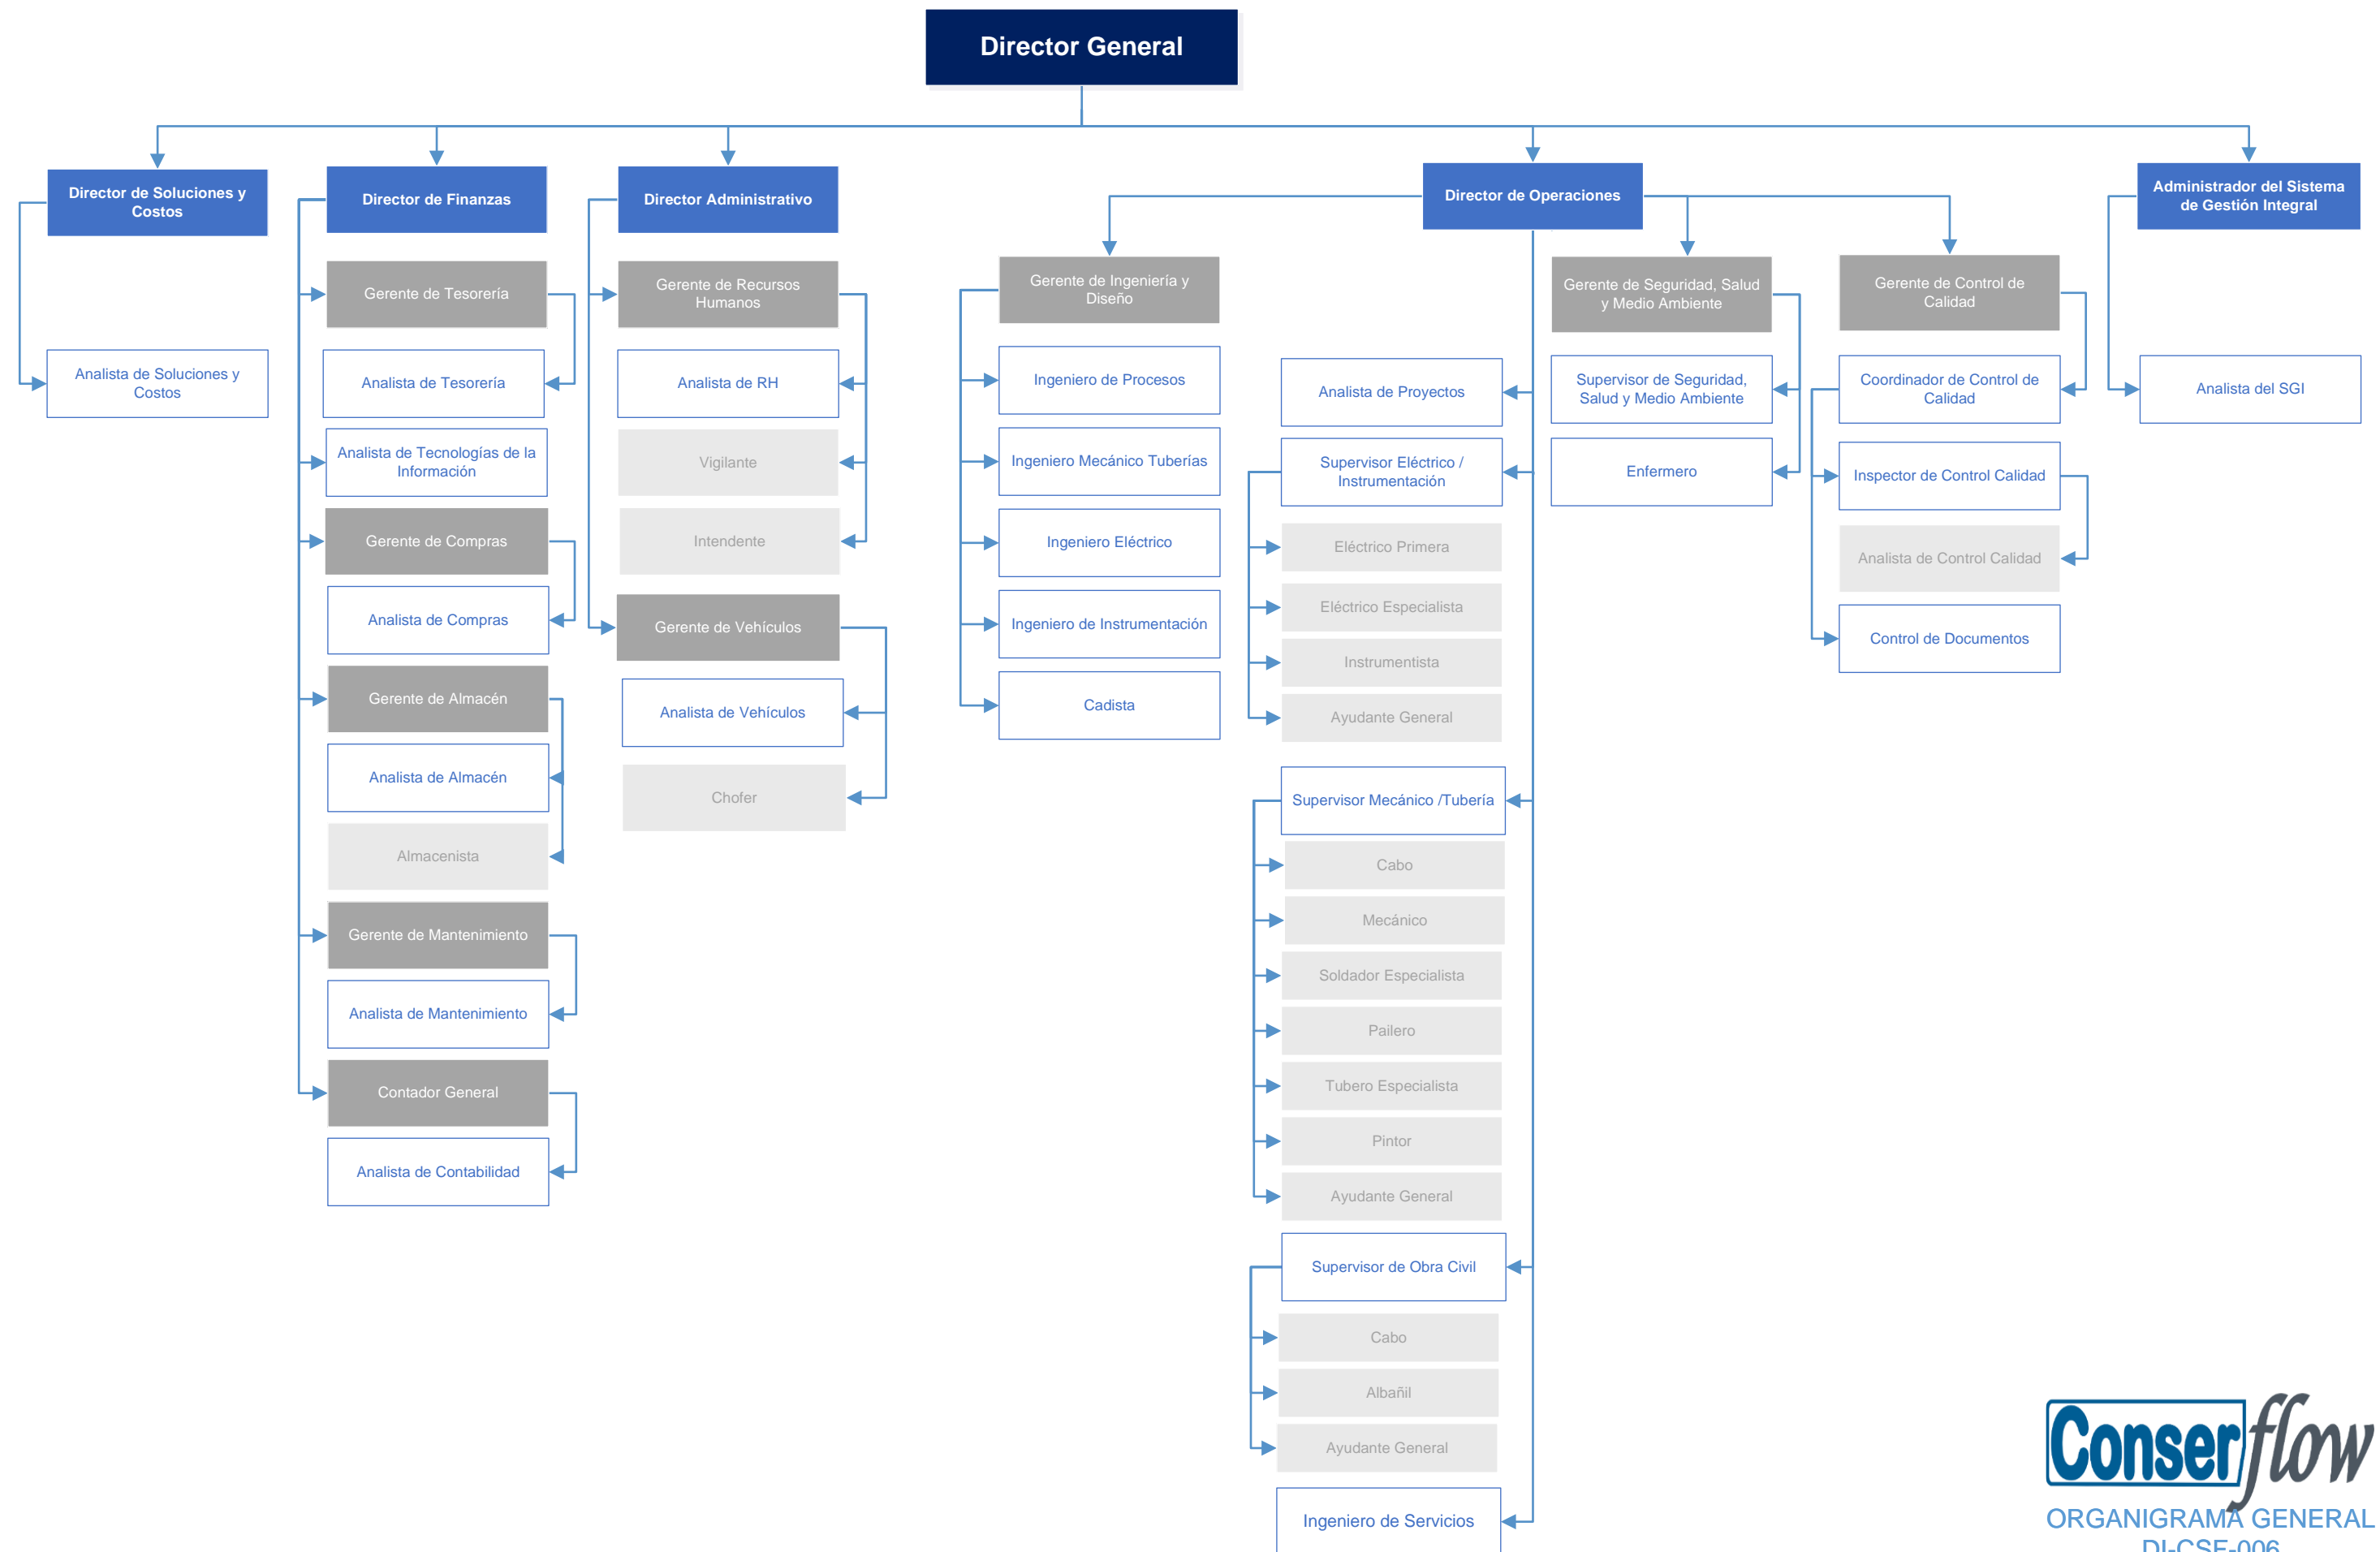 Director General
Director de Soluciones y
Costos
Analista de Soluciones y
Costos
Director de Finanzas
Gerente de Tesorería
Analista de Tesorería
Analista de Tecnologías de la
Información
Gerente de Compras
Analista de Compras
Gerente de Almacén
Analista de Almacén
Almacenista
Gerente de Mantenimiento
Analista de Mantenimiento
Contador General
Analista de Contabilidad
Director Administrativo
Gerente de Recursos
Humanos
Analista de RH
Vigilante
Intendente
Gerente de Vehículos
Analista de Vehículos
Chofer
Director de Operaciones
Gerente de Ingeniería y
Diseño
Ingeniero de Procesos
Ingeniero Mecánico Tuberías
Ingeniero Eléctrico
Ingeniero de Instrumentación
Cadista
Analista de Proyectos
Supervisor Eléctrico /
Instrumentación
Eléctrico Primera
Eléctrico Especialista
Instrumentista
Ayudante General
Supervisor Mecánico /Tubería
Cabo
Mecánico
Soldador Especialista
Pailero
Tubero Especialista
Pintor
Ayudante General
Supervisor de Obra Civil
Cabo
Albañil
Ayudante General
Ingeniero de Servicios
Gerente de Seguridad, Salud
y Medio Ambiente
Supervisor de Seguridad,
Salud y Medio Ambiente
Enfermero
Gerente de Control de
Calidad
Coordinador de Control de
Calidad
Inspector de Control Calidad
Analista de Control Calidad
Control de Documentos
Administrador del Sistema
de Gestión Integral
Analista del SGI
Conserflow
ORGANIGRAMA GENERAL
DI-CSF-006